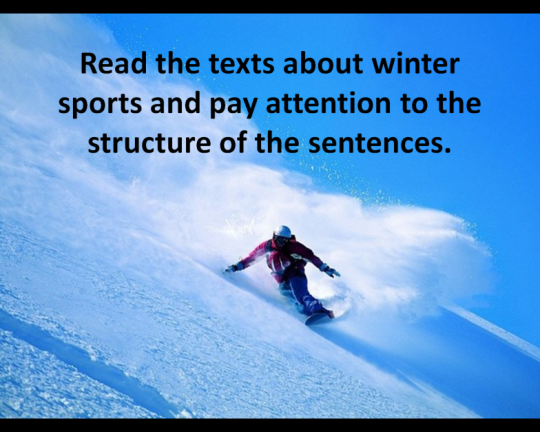 Read the texts about winter
sports and pay attention to the
structure of the sentences.